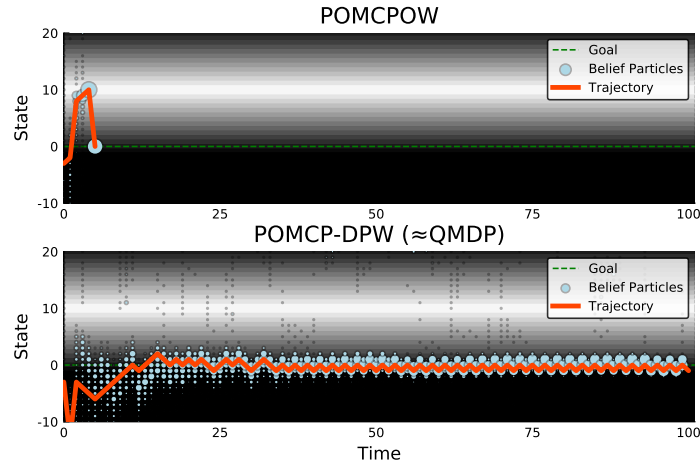 POMCPOW
20
10
0
-10
State
Goal
Belief Particles
Trajectory
0
25
50
75
100
POMCP-DPW (≈QMDP)
20
10
0
-10
State
Goal
Belief Particles
Trajectory
0
25
50
75
100
Time